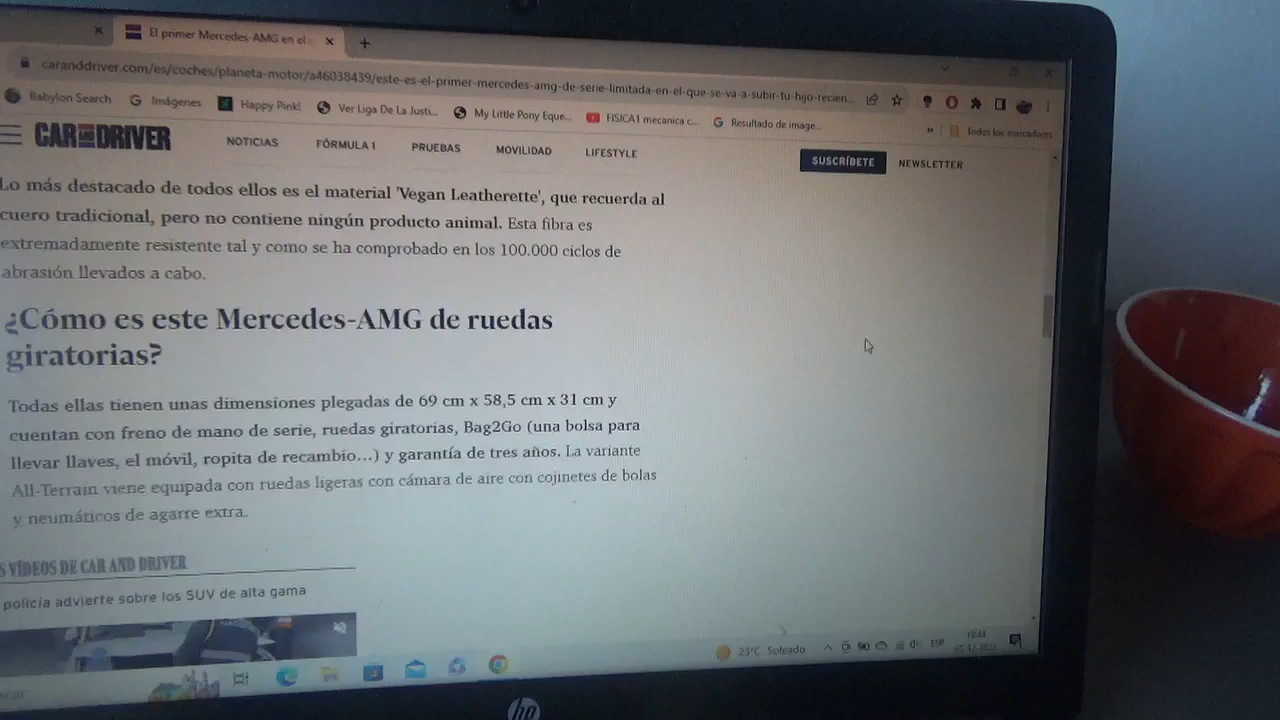 El primer Mercedes-AMG en el
caranddriver.com/es/coches/planeta-motor/a46038439/este-es-el-primer-mercedes-amg-de-serie-limitada-en-el-que-se-va-a-subir-tu-hijo-recien...
Babylon Search
Imágenes
Happy Pink!
Ver Liga De La Justi...
My Little Pony Eque...
FISICA1 mecanica c...
Resultado de image...
»
Todos los marcadores
CAR AND DRIVER
NOTICIAS
FÓRMULA 1
PRUEBAS
MOVILIDAD
LIFESTYLE
SUSCRÍBETE
NEWSLETTER
Lo más destacado de todos ellos es el material 'Vegan Leatherette', que recuerda al
cuero tradicional, pero no contiene ningún producto animal. Esta fibra es
extremadamente resistente tal y como se ha comprobado en los 100.000 ciclos de
abrasión llevados a cabo.
¿Cómo es este Mercedes-AMG de ruedas
giratorias?
Todas ellas tienen unas dimensiones plegadas de 69 cm x 58,5 cm x 31 cm y
cuentan con freno de mano de serie, ruedas giratorias, Bag2Go (una bolsa para
llevar llaves, el móvil, ropita de recambio...) y garantía de tres años. La variante
All-Terrain viene equipada con ruedas ligeras con cámara de aire con cojinetes de bolas
y neumáticos de agarre extra.
S VÍDEOS DE CAR AND DRIVER
policía advierte sobre los SUV de alta gama
23°C Soleado
ESP
19:44
hp